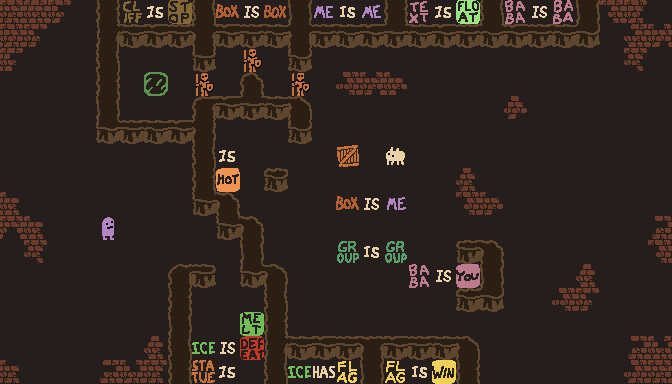 CLIFF IS STOP BOX IS BOX ME IS ME TEXT IS FLOAT BABA IS BABA
IS
HOT
BOX IS ME
GROUP IS GROUP
BABA IS YOU
MELT
ICE IS DEFEAT
STATUE IS ICE HAS FLAG FLAG IS WIN